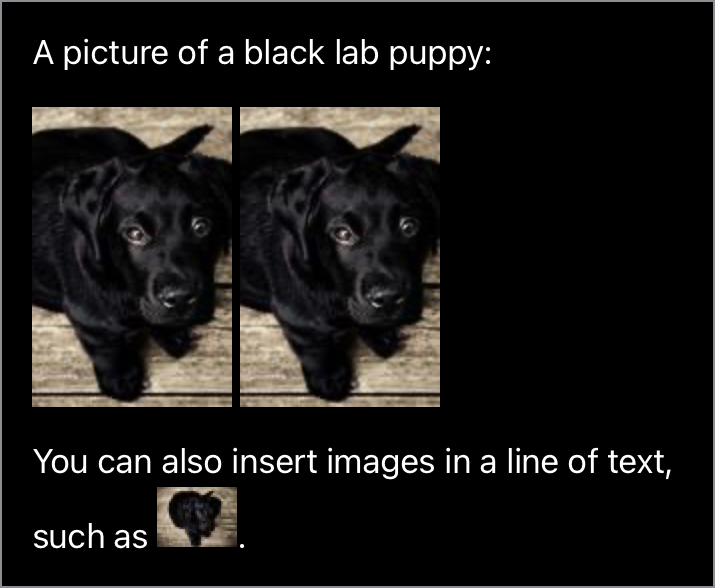 A picture of a black lab puppy:
You can also insert images in a line of text,
such as .